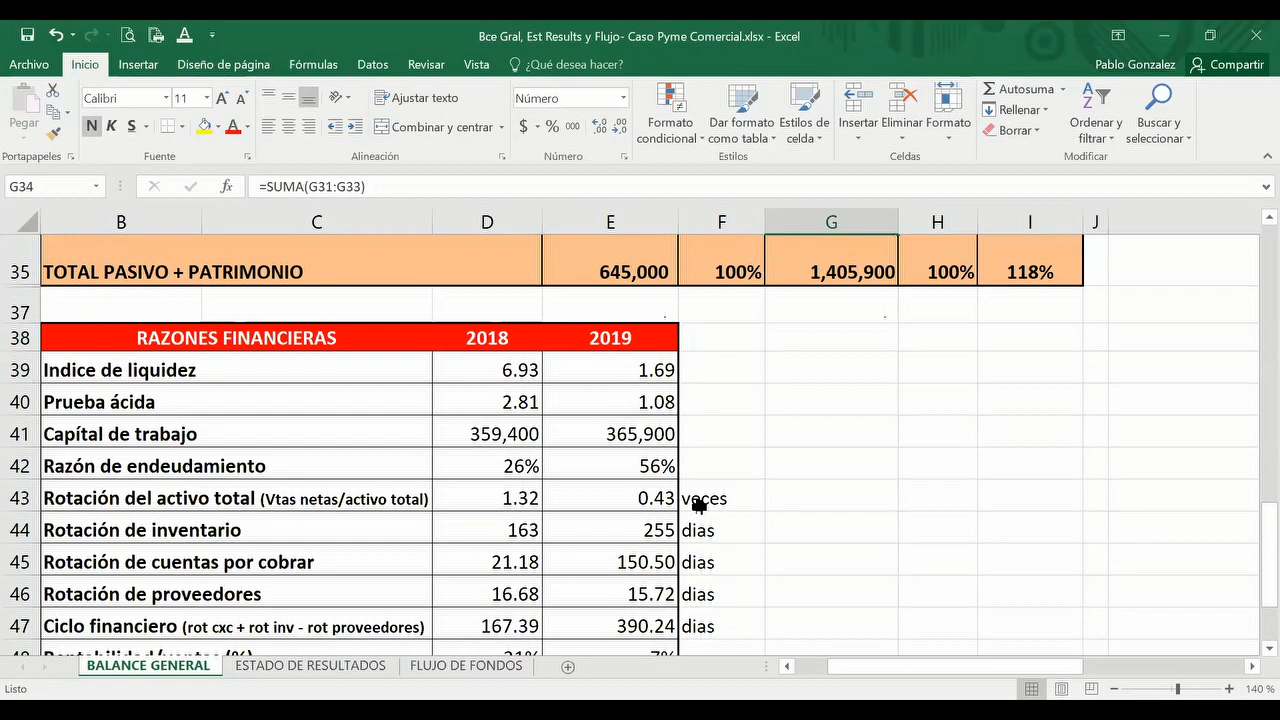 Bce Gral, Est Results y Flujo- Caso Pyme Comercial.xlsx - Excel
Archivo Inicio Insertar Diseño de página Fórmulas Datos Revisar Vista ¿Qué desea hacer? Pablo Gonzalez Compartir
Pegar
Calibri 11
N K S
Ajustar texto
Combinar y centrar
Número
$ % 000
Formato condicional
Dar formato como tabla
Estilos de celda
Insertar Eliminar Formato
Autosuma
Rellenar
Borrar
Ordenar y filtrar
Buscar y seleccionar
Portapapeles Fuente Alineación Número Estilos Celdas Modificar
G34 fx =SUMA(G31:G33)
B C D E F G H I J
35 TOTAL PASIVO + PATRIMONIO 645,000 100% 1,405,900 100% 118%
37
38 RAZONES FINANCIERAS 2018 2019
39 Indice de liquidez 6.93 1.69
40 Prueba ácida 2.81 1.08
41 Capítal de trabajo 359,400 365,900
42 Razón de endeudamiento 26% 56%
43 Rotación del activo total (Vtas netas/activo total) 1.32 0.43 veces
44 Rotación de inventario 163 255 dias
45 Rotación de cuentas por cobrar 21.18 150.50 dias
46 Rotación de proveedores 16.68 15.72 dias
47 Ciclo financiero (rot cxc + rot inv - rot proveedores) 167.39 390.24 dias
BALANCE GENERAL ESTADO DE RESULTADOS FLUJO DE FONDOS
Listo 140 %